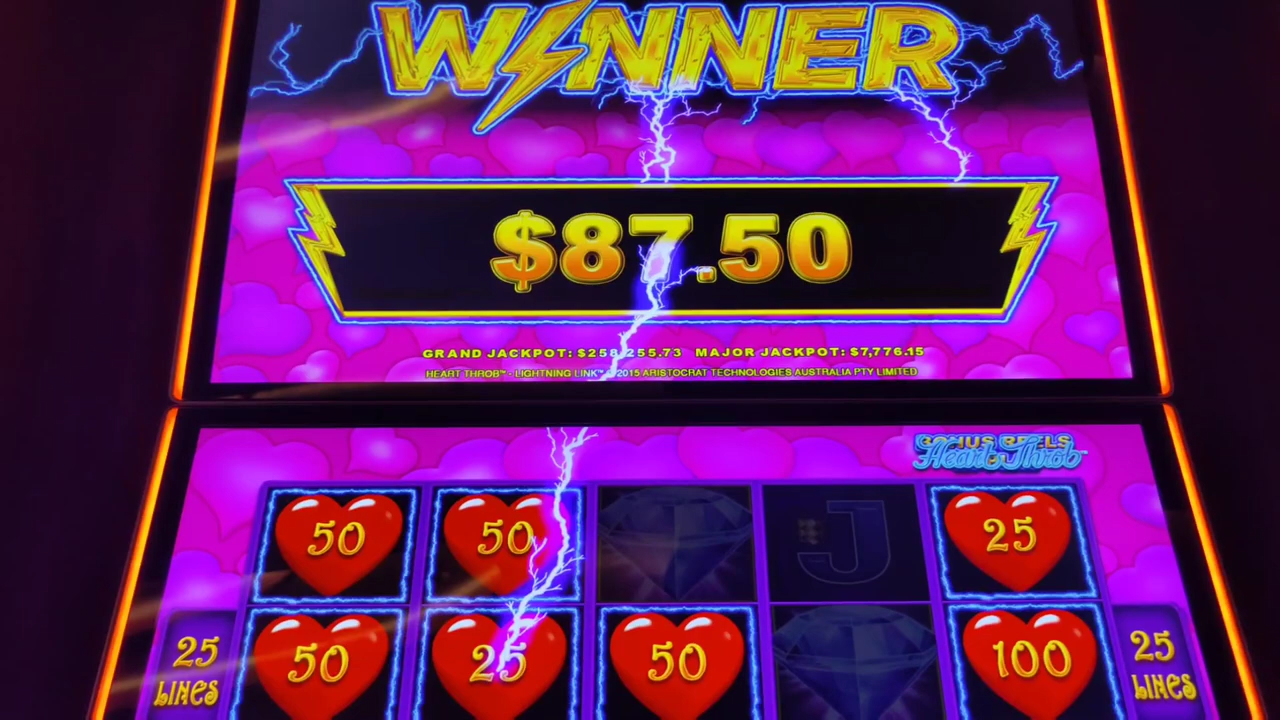 WINNER
$87.50
GRAND JACKPOT: $258,255.73 MAJOR JACKPOT: $7,776.15
HEART THROB™ - LIGHTNING LINK™ ©2015 ARISTOCRAT TECHNOLOGIES AUSTRALIA PTY LIMITED
BONUS REELS
Heart Throb™
50 50 J 25
25 LINES
50 25 50 100
25 LINES